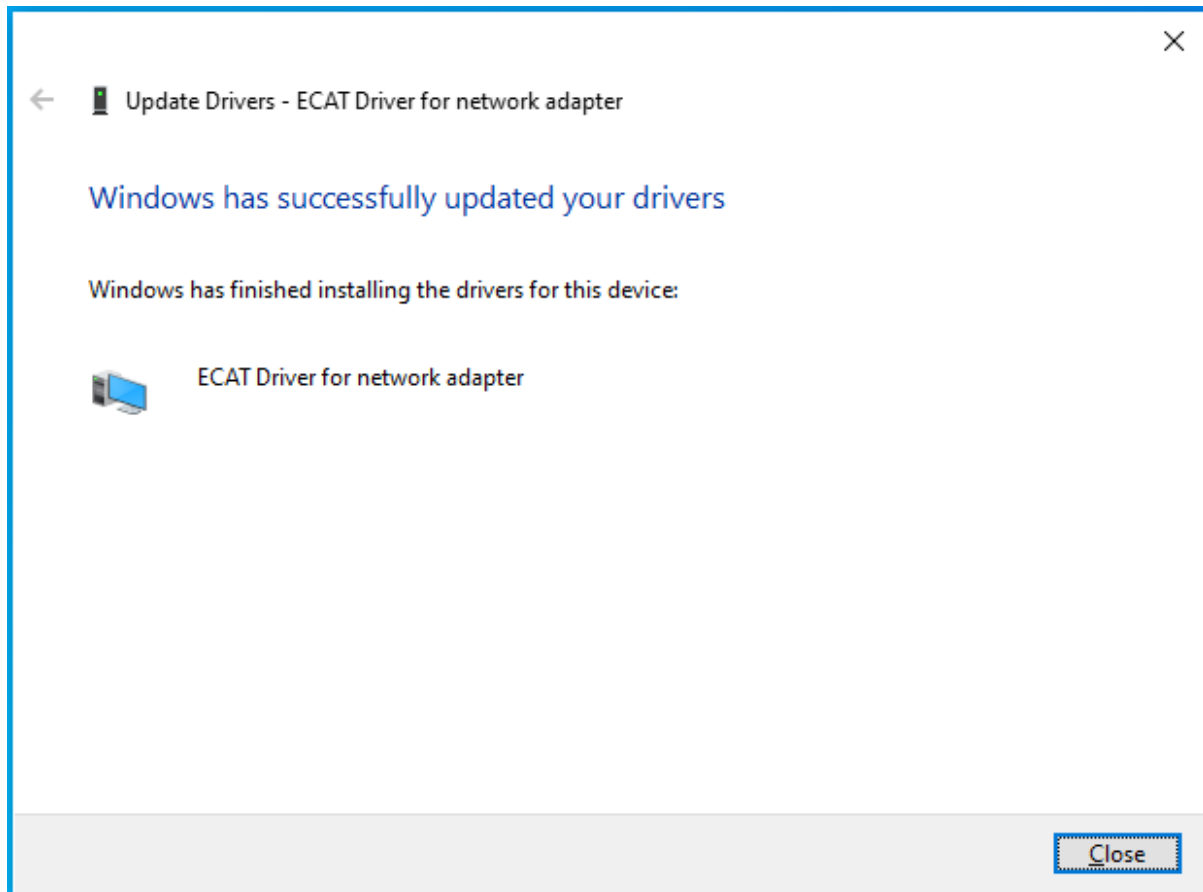 Update Drivers - ECAT Driver for network adapter
Windows has successfully updated your drivers
Windows has finished installing the drivers for this device:
ECAT Driver for network adapter
Close